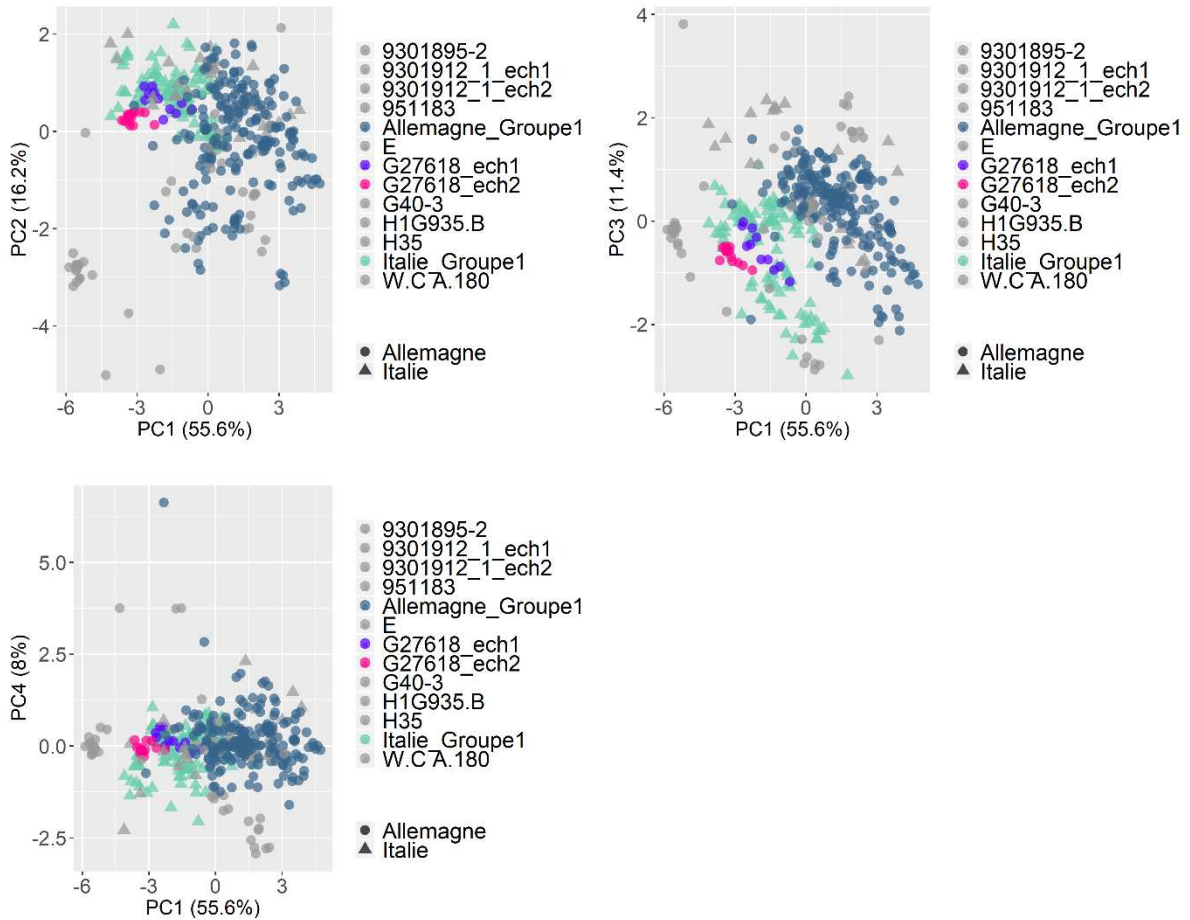 2
0
-2
-4
-6
-3
0
3
PC2 (16.2%)
PC1 (55.6%)
9301895-2
9301912_1_ech1
9301912_1_ech2
951183
Allemagne_Groupe1
E
G27618_ech1
G27618_ech2
G40-3
H1G935.B
H35
Italie_Groupe1
W.C A.180
Allemagne
Italie
4
2
0
-2
-6
-3
0
3
PC3 (11.4%)
PC1 (55.6%)
9301895-2
9301912_1_ech1
9301912_1_ech2
951183
Allemagne_Groupe1
E
G27618_ech1
G27618_ech2
G40-3
H1G935.B
H35
Italie_Groupe1
W.C A.180
Allemagne
Italie
5.0
2.5
0.0
-2.5
-6
-3
0
3
PC4 (8%)
PC1 (55.6%)
9301895-2
9301912_1_ech1
9301912_1_ech2
951183
Allemagne_Groupe1
E
G27618_ech1
G27618_ech2
G40-3
H1G935.B
H35
Italie_Groupe1
W.C A.180
Allemagne
Italie